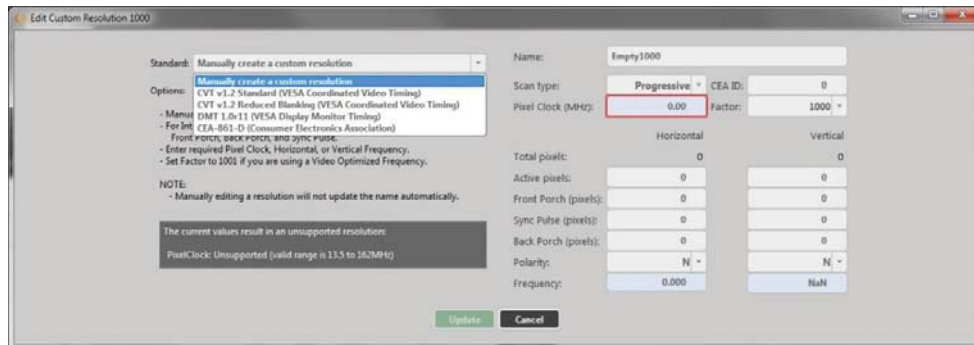 Edit Custom Resolution 1000
Standard: Manually create a custom resolution
Manually create a custom resolution
CVT v1.2 Standard (VESA Coordinated Video Timing)
CVT v1.2 Reduced Blanking (VESA Coordinated Video Timing)
DMT 1.0r11 (VESA Display Monitor Timing)
CEA-861-D (Consumer Electronics Association)
Options:
- Manua
- For Int
Front Porch, Back Porch, and Sync Pulse.
- Enter required Pixel Clock, Horizontal, or Vertical Frequency.
- Set Factor to 1001 if you are using a Video Optimized Frequency.
NOTE:
- Manually editing a resolution will not update the name automatically.
The current values result in an unsupported resolution:
PixelClock: Unsupported (valid range is 13.5 to 162MHz)
Name: Empty1000
Scan type: Progressive CEA ID: 0
Pixel Clock (MHz): 0.00 Factor: 1000
Horizontal Vertical
Total pixels: 0 0
Active pixels: 0 0
Front Porch (pixels): 0 0
Sync Pulse (pixels): 0 0
Back Porch (pixels): 0 0
Polarity: N N
Frequency: 0.000 NaN
Update Cancel